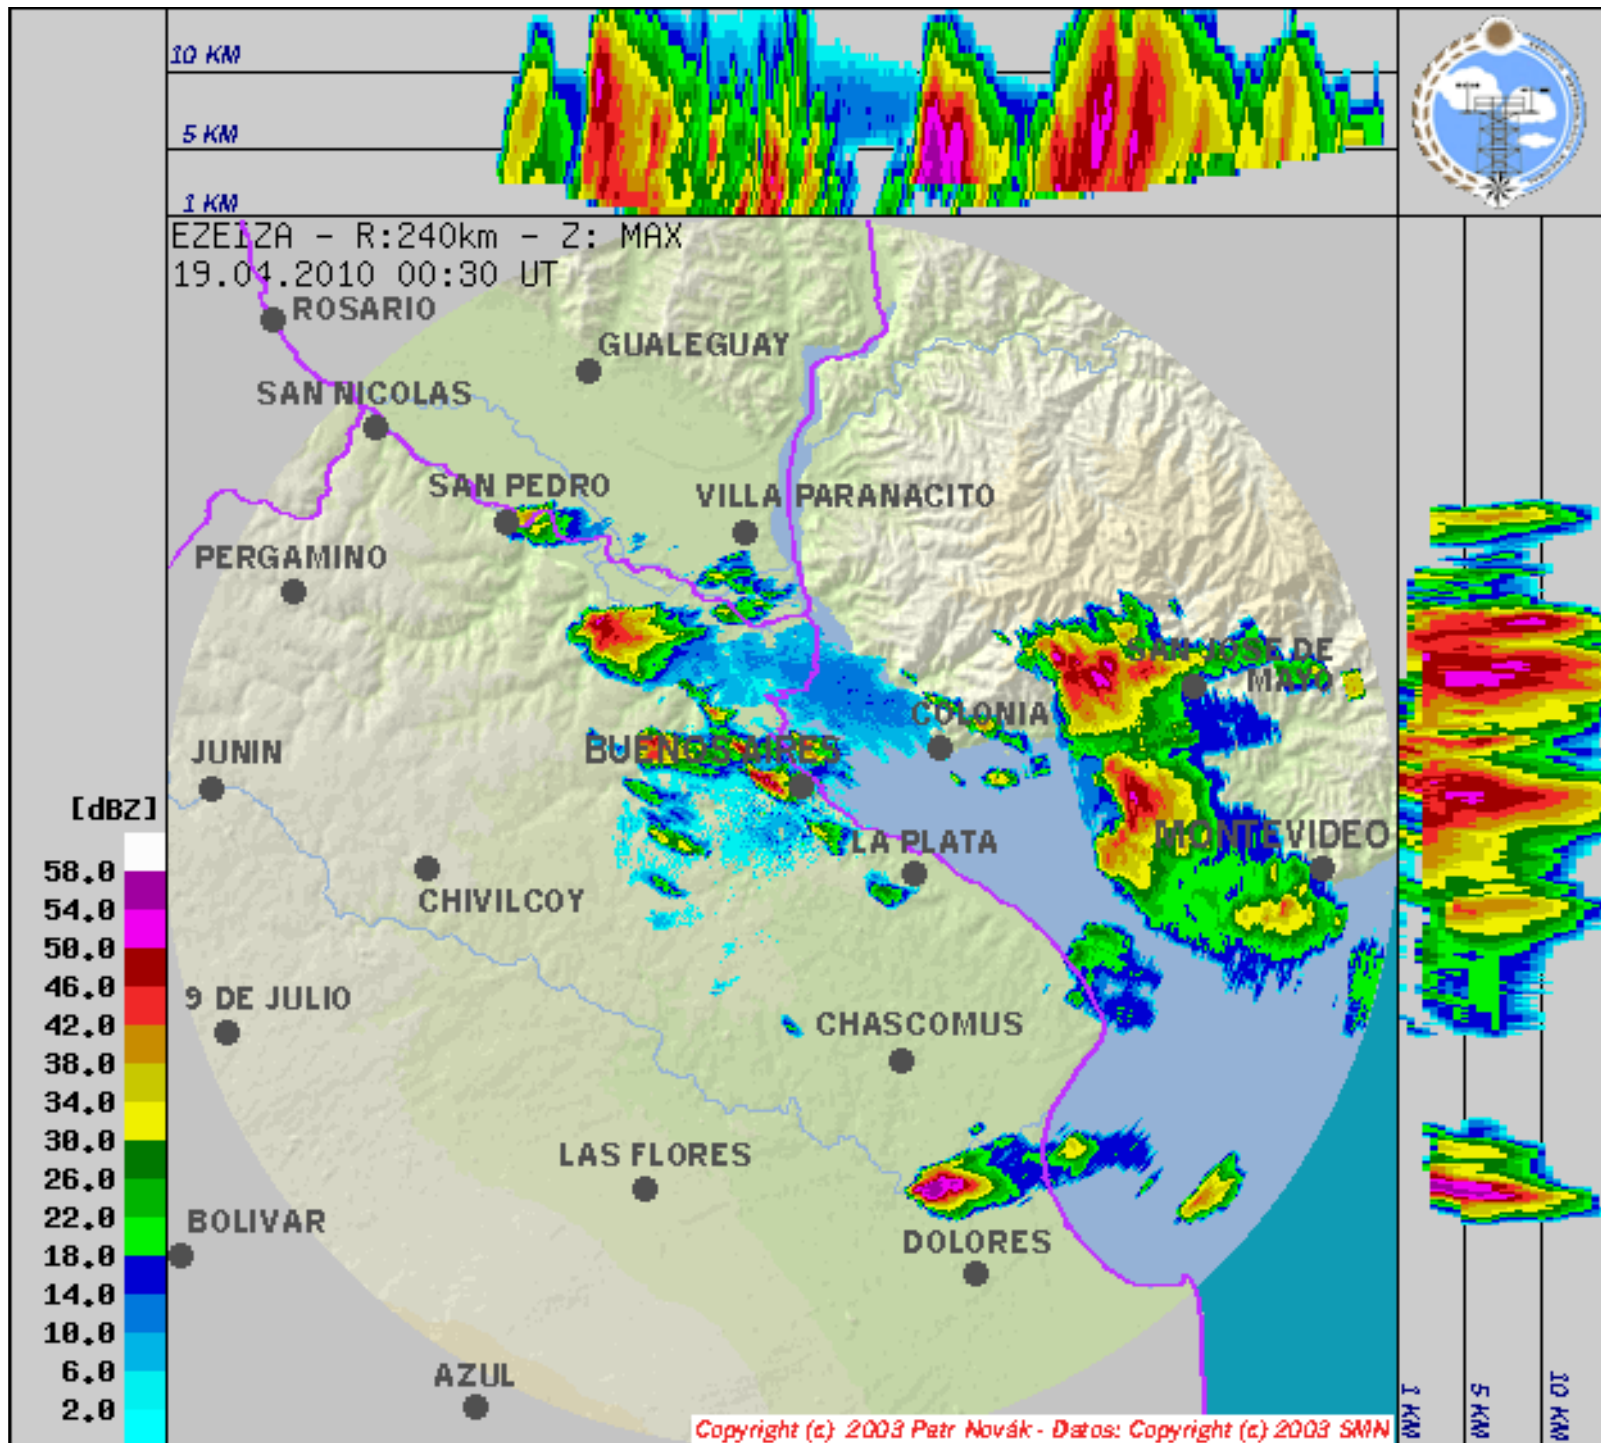 10 KM
5 KM
1 KM
EZEIZA - R:240km - Z: MAX
19.04.2010 00:30 UT
ROSARIO
GUALEGUAY
SAN NICOLAS
SAN PEDRO
VILLA PARANACITO
PERGAMINO
SAN JOSE DE
MAYO
COLONIA
BUENOS AIRES
JUNIN
[dBZ]
MONTEVIDEO
LA PLATA
58.0
CHIVILCOY
54.0
50.0
46.0
9 DE JULIO
42.0
CHASCOMUS
38.0
34.0
30.0
LAS FLORES
26.0
22.0
BOLIVAR
DOLORES
18.0
14.0
10.0
6.0
AZUL
2.0
1 KM
5 KM
10 KM
Copyright (c) 2003 Petr Novák - Datos: Copyright (c) 2003 SMN